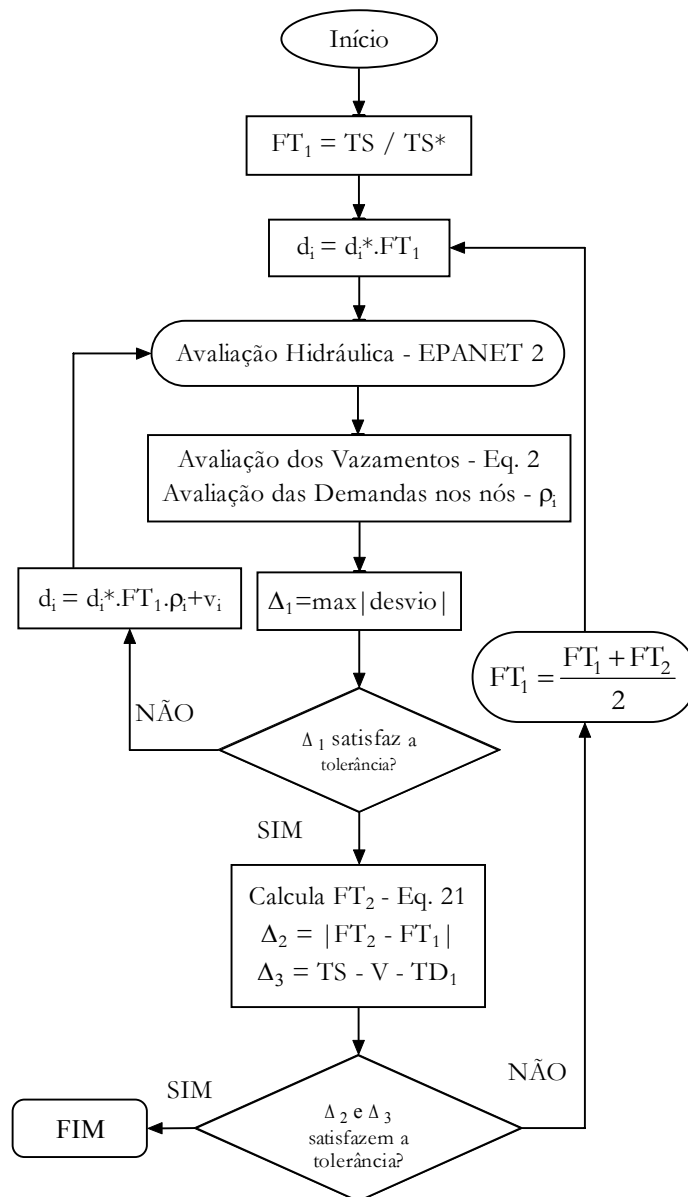 Início
FT₁ = TS / TS*
dᵢ = dᵢ*.FT₁
Avaliação Hidráulica - EPANET 2
Avaliação dos Vazamentos - Eq. 2
Avaliação das Demandas nos nós - ρᵢ
dᵢ = dᵢ*.FT₁.ρᵢ+vᵢ
Δ₁=max|desvio|
FT₁ = (FT₁ + FT₂) / 2
NÃO
Δ₁ satisfaz a
tolerância?
SIM
Calcula FT₂ - Eq. 21
Δ₂ = |FT₂ - FT₁|
Δ₃ = TS - V - TD₁
NÃO
SIM
FIM
Δ₂ e Δ₃
satisfazem a
tolerância?